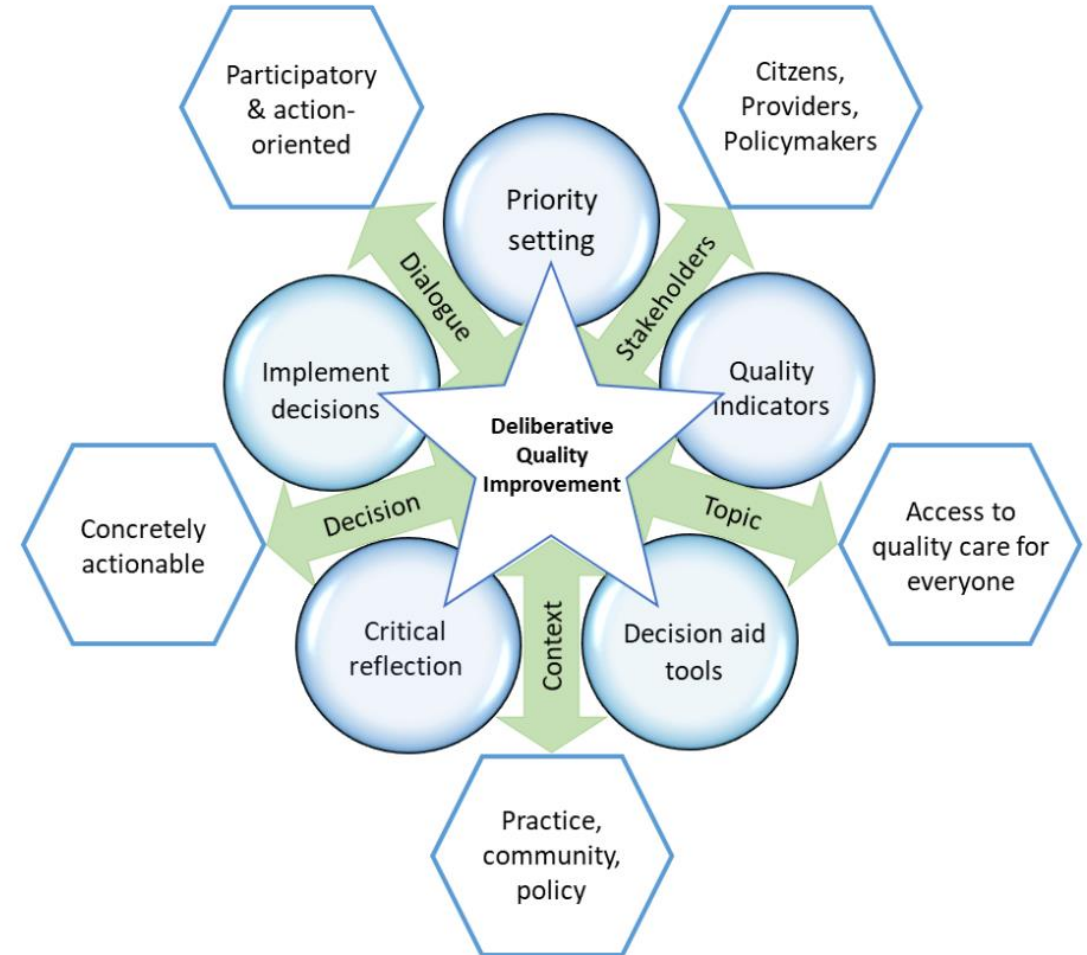 Participatory
& action-
oriented
Citzens,
Providers,
Policymakers
Priority
setting
Dialogue
Stakeholders
Implement
decisions
Quality
indicators
Deliberative
Quality
Improvement
Concretely
actionable
Decision
Topic
Access to
quality care for
everyone
Critical
reflection
Context
Decision aid
tools
Practice,
community,
policy